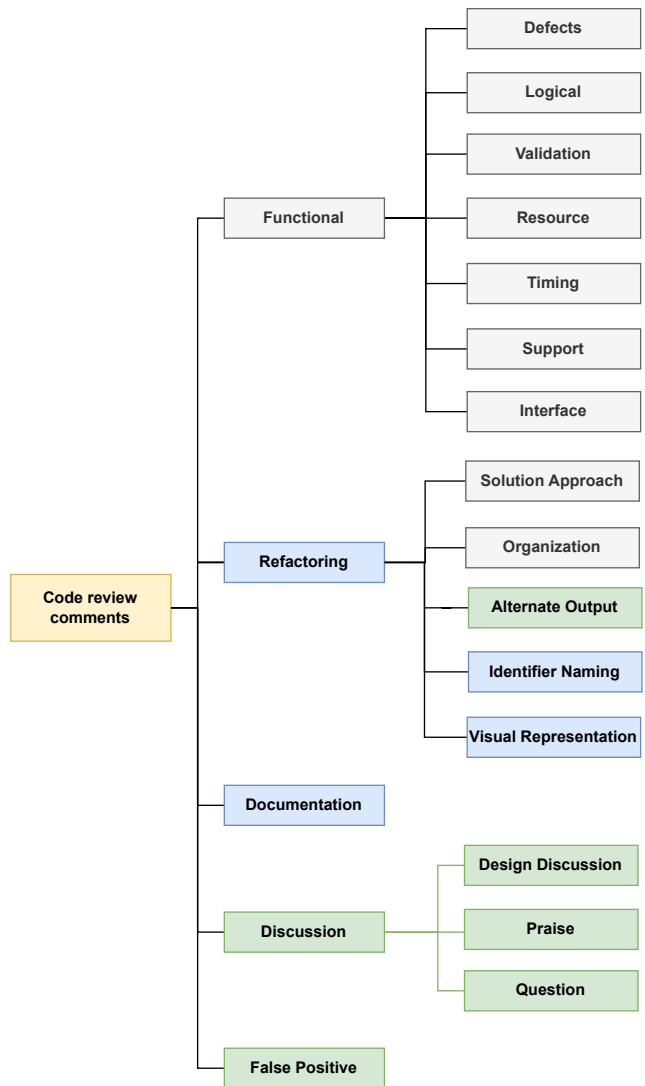 Defects
Logical
Validation
Functional
Resource
Timing
Support
Interface
Solution Approach
Refactoring
Organization
Code review
comments
Alternate Output
Identifier Naming
Visual Representation
Documentation
Design Discussion
Discussion
Praise
Question
False Positive